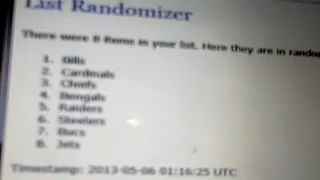 List Randomizer
There were 8 items in your list. Here they are in rando
1. Bills
2. Cardinals
3. Chiefs
4. Bengals
5. Raiders
6. Steelers
7. Bucs
8. Jets
Timestamp: 2013-05-06 01:16:25 UTC